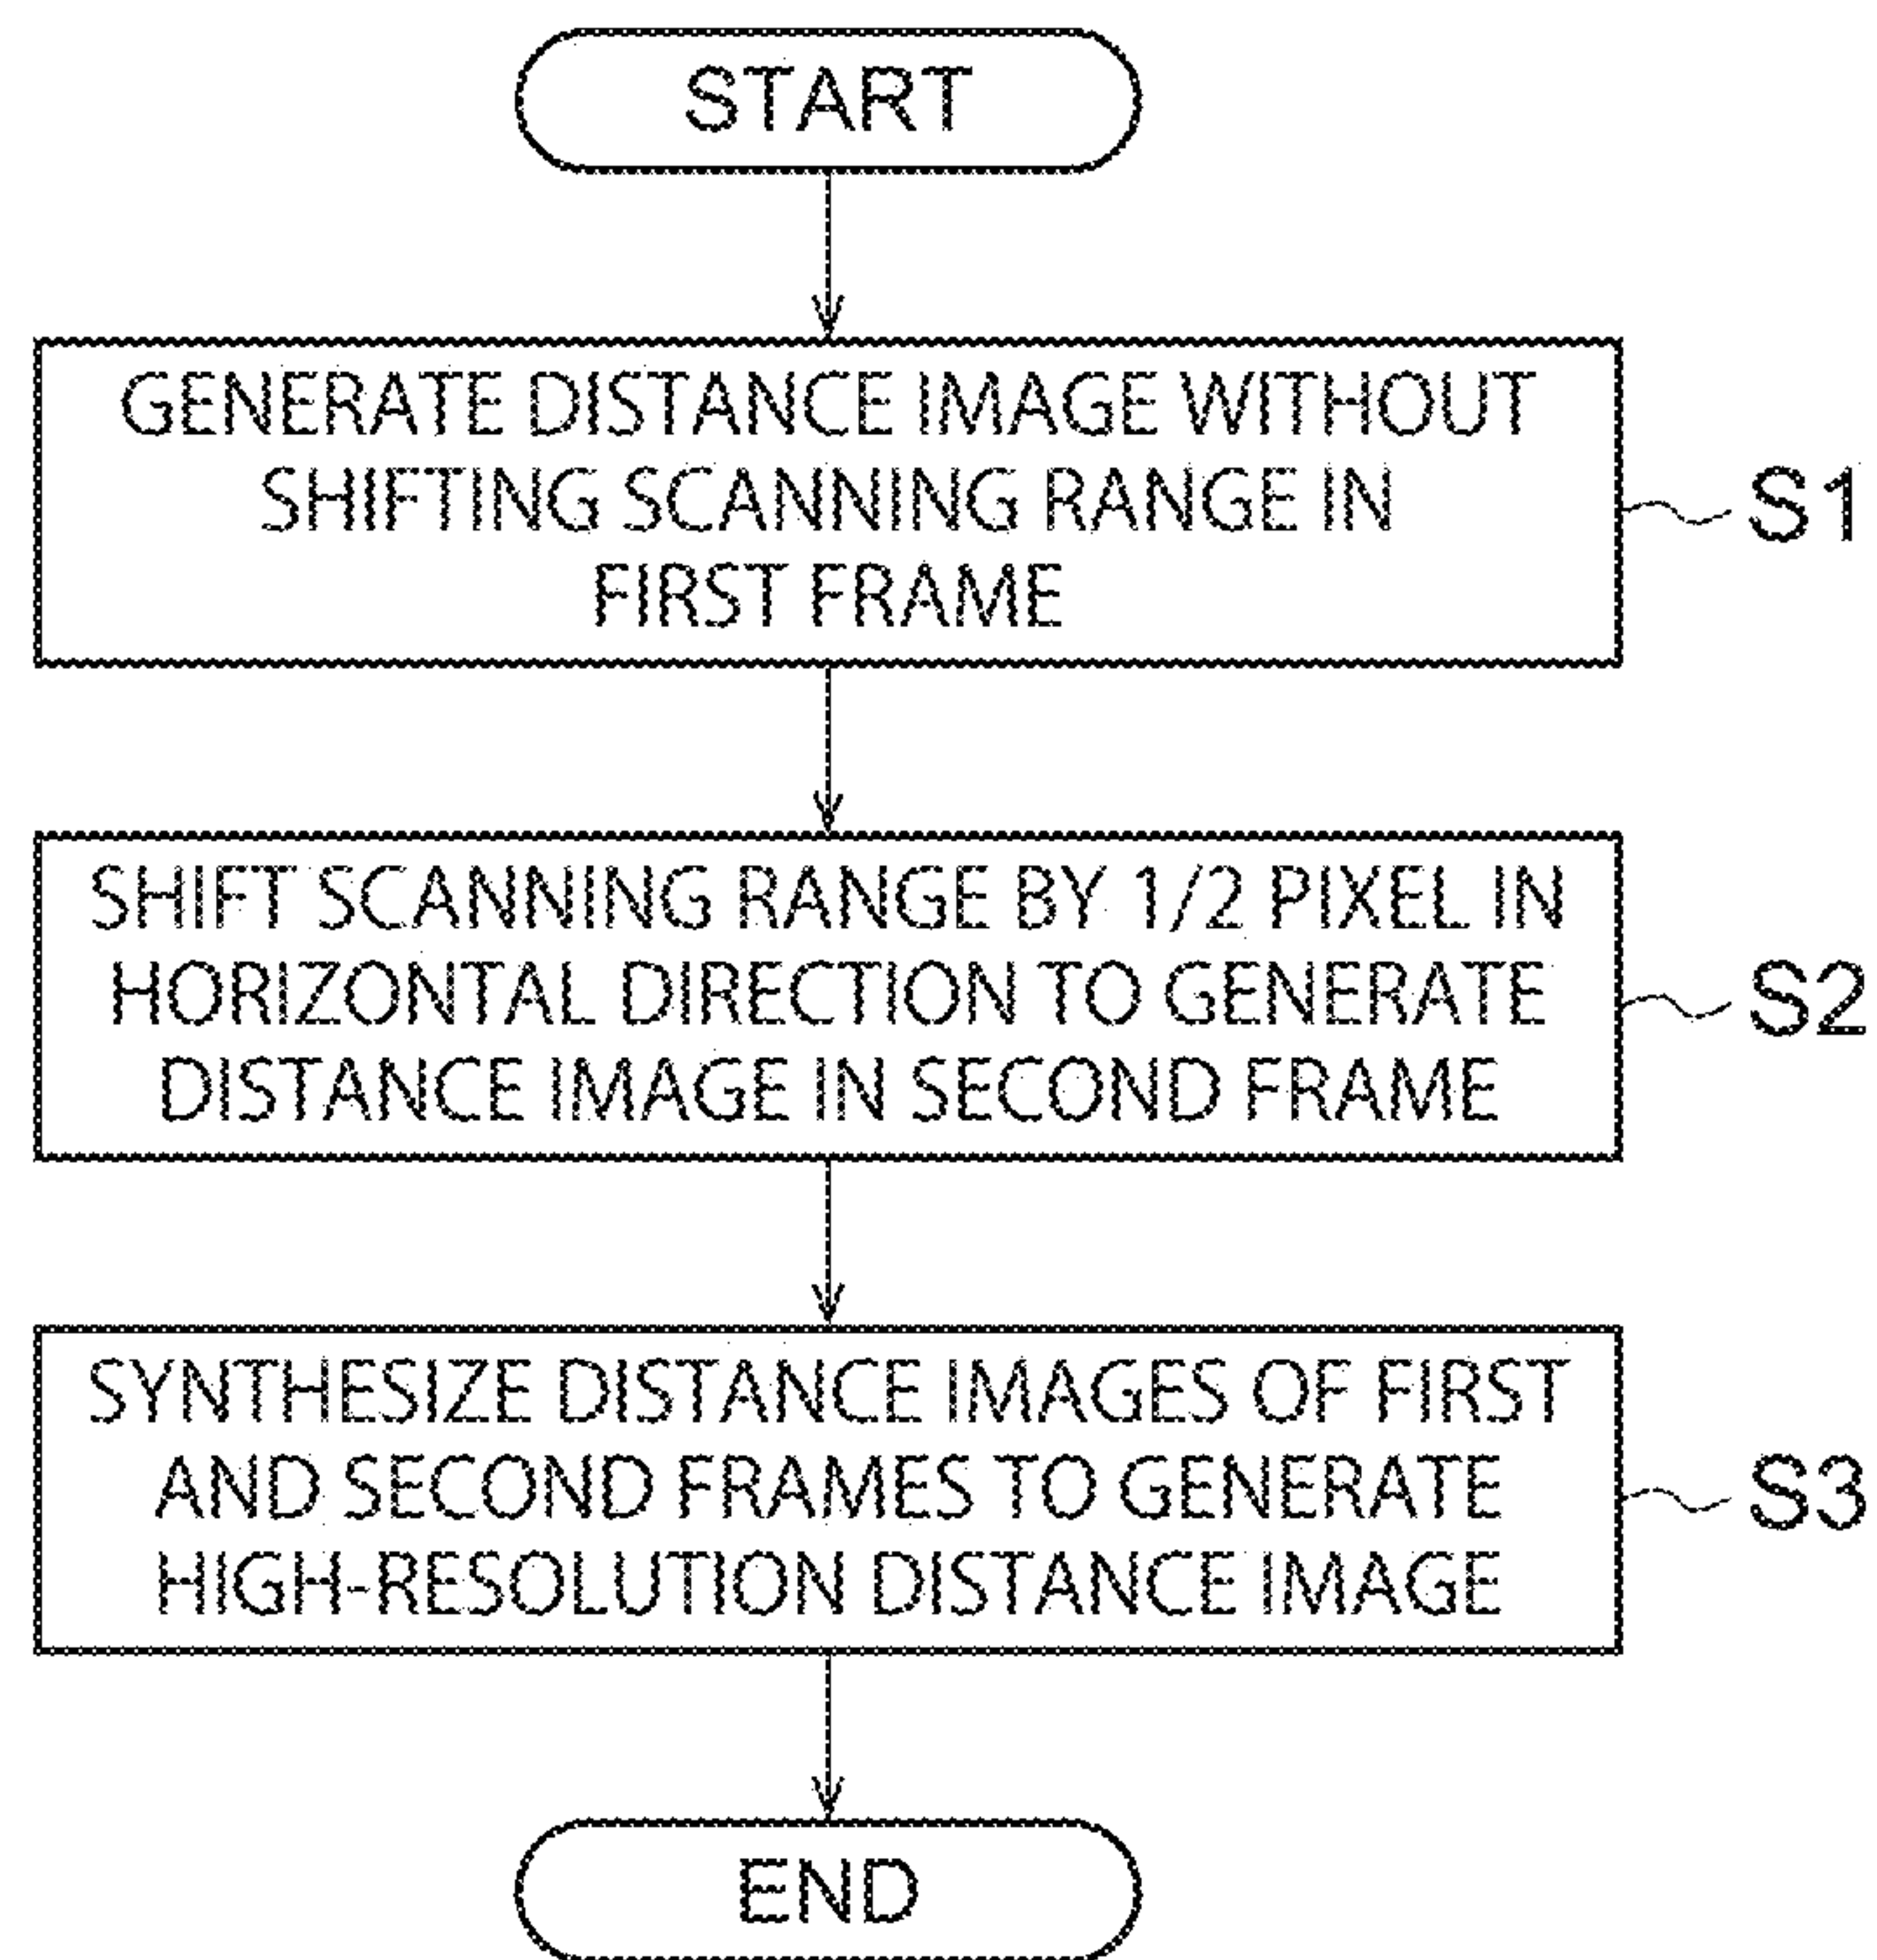 START
GENERATE DISTANCE IMAGE WITHOUT
SHIFTING SCANNING RANGE IN
FIRST FRAME
S1
SHIFT SCANNING RANGE BY 1/2 PIXEL IN
HORIZONTAL DIRECTION TO GENERATE
DISTANCE IMAGE IN SECOND FRAME
S2
SYNTHESIZE DISTANCE IMAGES OF FIRST
AND SECOND FRAMES TO GENERATE
HIGH-RESOLUTION DISTANCE IMAGE
S3
END